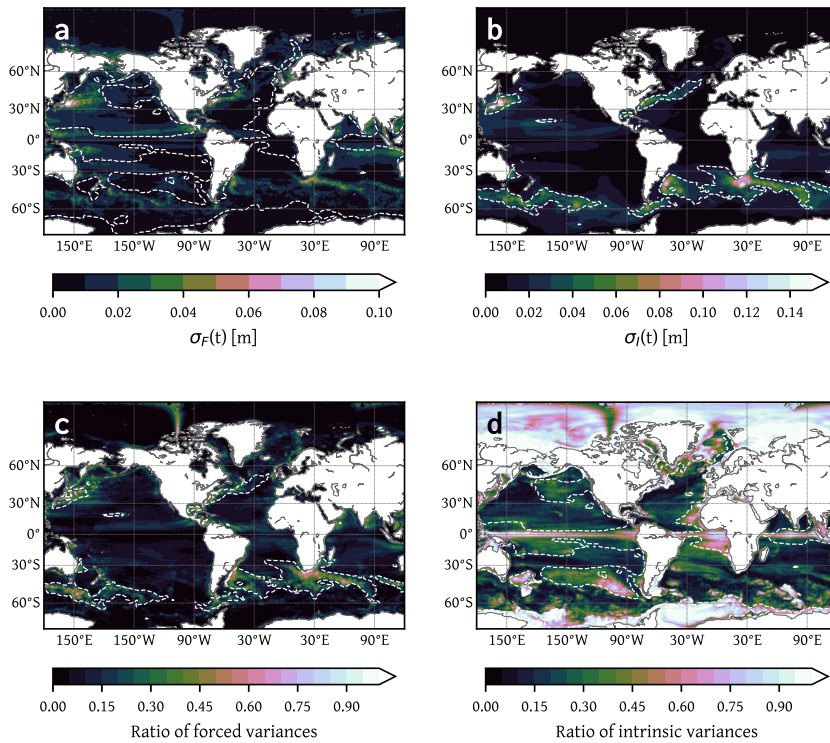 a
60°N
30°N
0°
30°S
60°S
150°E 150°W 90°W 30°W 30°E 90°E
0.00 0.02 0.04 0.06 0.08 0.10
σF(t) [m]
b
60°N
30°N
0°
30°S
60°S
150°E 150°W 90°W 30°W 30°E 90°E
0.00 0.02 0.04 0.06 0.08 0.10 0.12 0.14
σI(t) [m]
c
60°N
30°N
0°
30°S
60°S
150°E 150°W 90°W 30°W 30°E 90°E
0.00 0.15 0.30 0.45 0.60 0.75 0.90
Ratio of forced variances
d
60°N
30°N
0°
30°S
60°S
150°E 150°W 90°W 30°W 30°E 90°E
0.00 0.15 0.30 0.45 0.60 0.75 0.90
Ratio of intrinsic variances